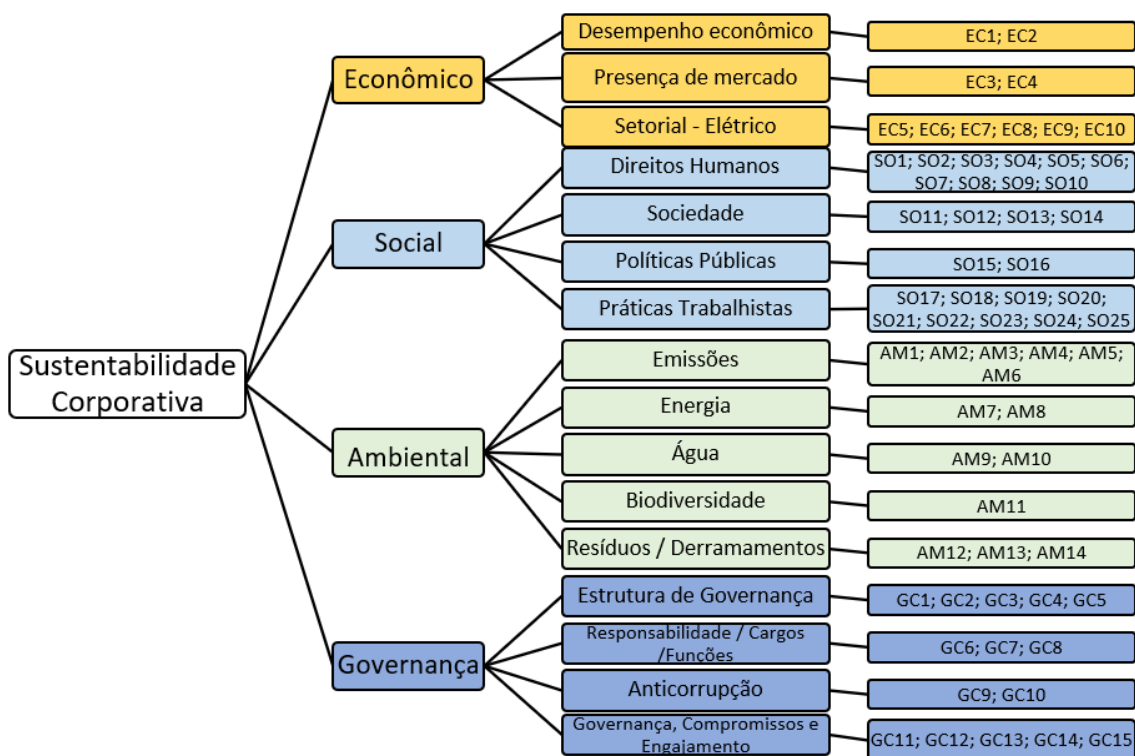 Sustentabilidade
Corporativa
Econômico
Desempenho econômico
EC1; EC2
Presença de mercado
EC3; EC4
Setorial - Elétrico
EC5; EC6; EC7; EC8; EC9; EC10
Social
Direitos Humanos
SO1; SO2; SO3; SO4; SO5; SO6;
SO7; SO8; SO9; SO10
Sociedade
SO11; SO12; SO13; SO14
Políticas Públicas
SO15; SO16
Práticas Trabalhistas
SO17; SO18; SO19; SO20;
SO21; SO22; SO23; SO24; SO25
Ambiental
Emissões
AM1; AM2; AM3; AM4; AM5;
AM6
Energia
AM7; AM8
Água
AM9; AM10
Biodiversidade
AM11
Resíduos / Derramamentos
AM12; AM13; AM14
Governança
Estrutura de Governança
GC1; GC2; GC3; GC4; GC5
Responsabilidade / Cargos
/Funções
GC6; GC7; GC8
Anticorrupção
GC9; GC10
Governança, Compromissos e
Engajamento
GC11; GC12; GC13; GC14; GC15